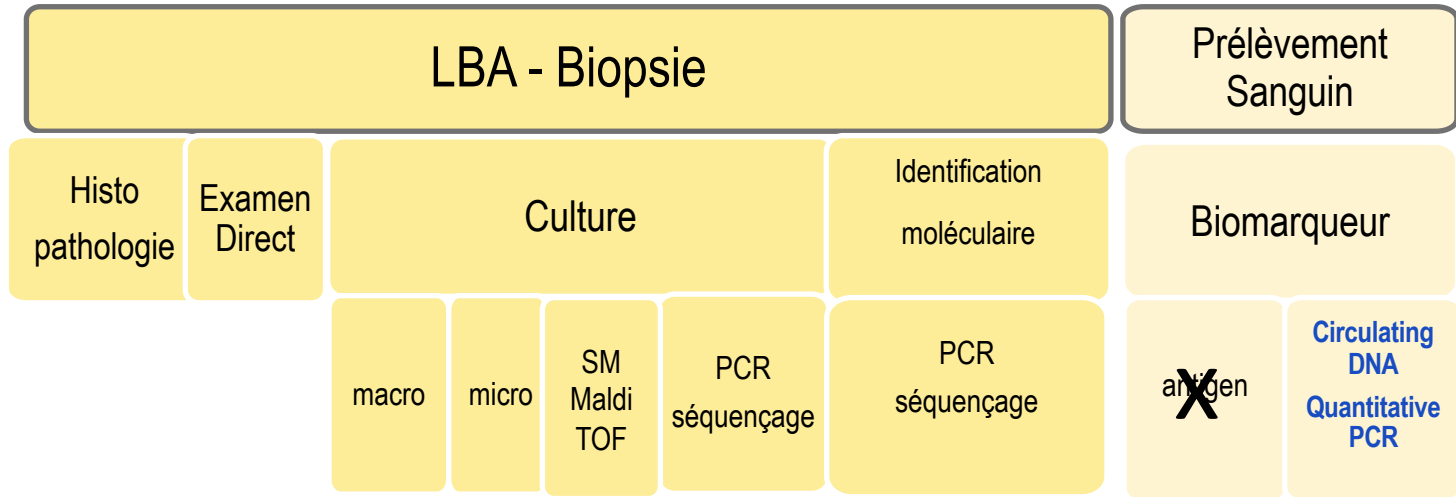 LBA - Biopsie
Prélèvement
Sanguin
Histo
pathologie
Examen
Direct
Culture
Identification
moléculaire
Biomarqueur
macro
micro
SM
Maldi
TOF
PCR
séquençage
PCR
séquençage
antigen
X
Circulating
DNA
Quantitative
PCR